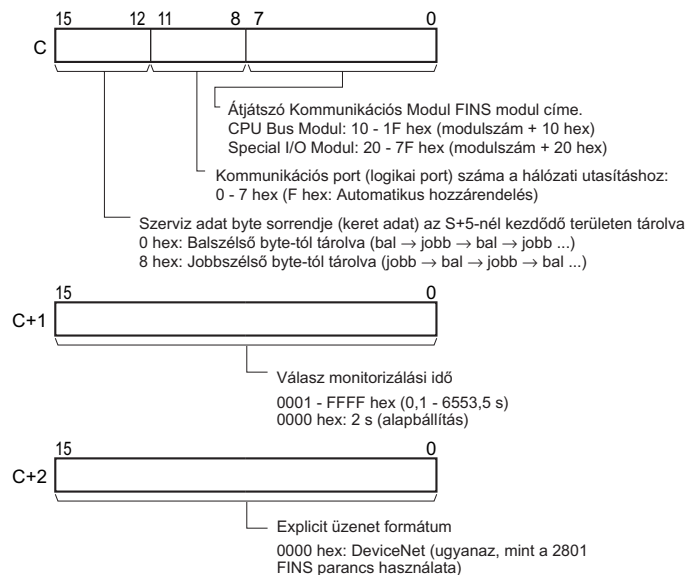 15 12 11 8 7 0
C
Átjátszó Kommunikációs Modul FINS modul címe.
CPU Bus Modul: 10 - 1F hex (modulszám + 10 hex)
Special I/O Modul: 20 - 7F hex (modulszám + 20 hex)
Kommunikációs port (logikai port) száma a hálózati utasításhoz:
0 - 7 hex (F hex: Automatikus hozzárendelés)
Szerviz adat byte sorrendje (keret adat) az S+5-nél kezdődő területen tárolva
0 hex: Balszélső byte-tól tárolva (bal → jobb → bal → jobb ...)
8 hex: Jobbszélső byte-tól tárolva (jobb → bal → jobb → bal ...)
15 0
C+1
Válasz monitorizálási idő
0001 - FFFF hex (0,1 - 6553,5 s)
0000 hex: 2 s (alapbállítás)
15 0
C+2
Explicit üzenet formátum
0000 hex: DeviceNet (ugyanaz, mint a 2801
FINS parancs használata)